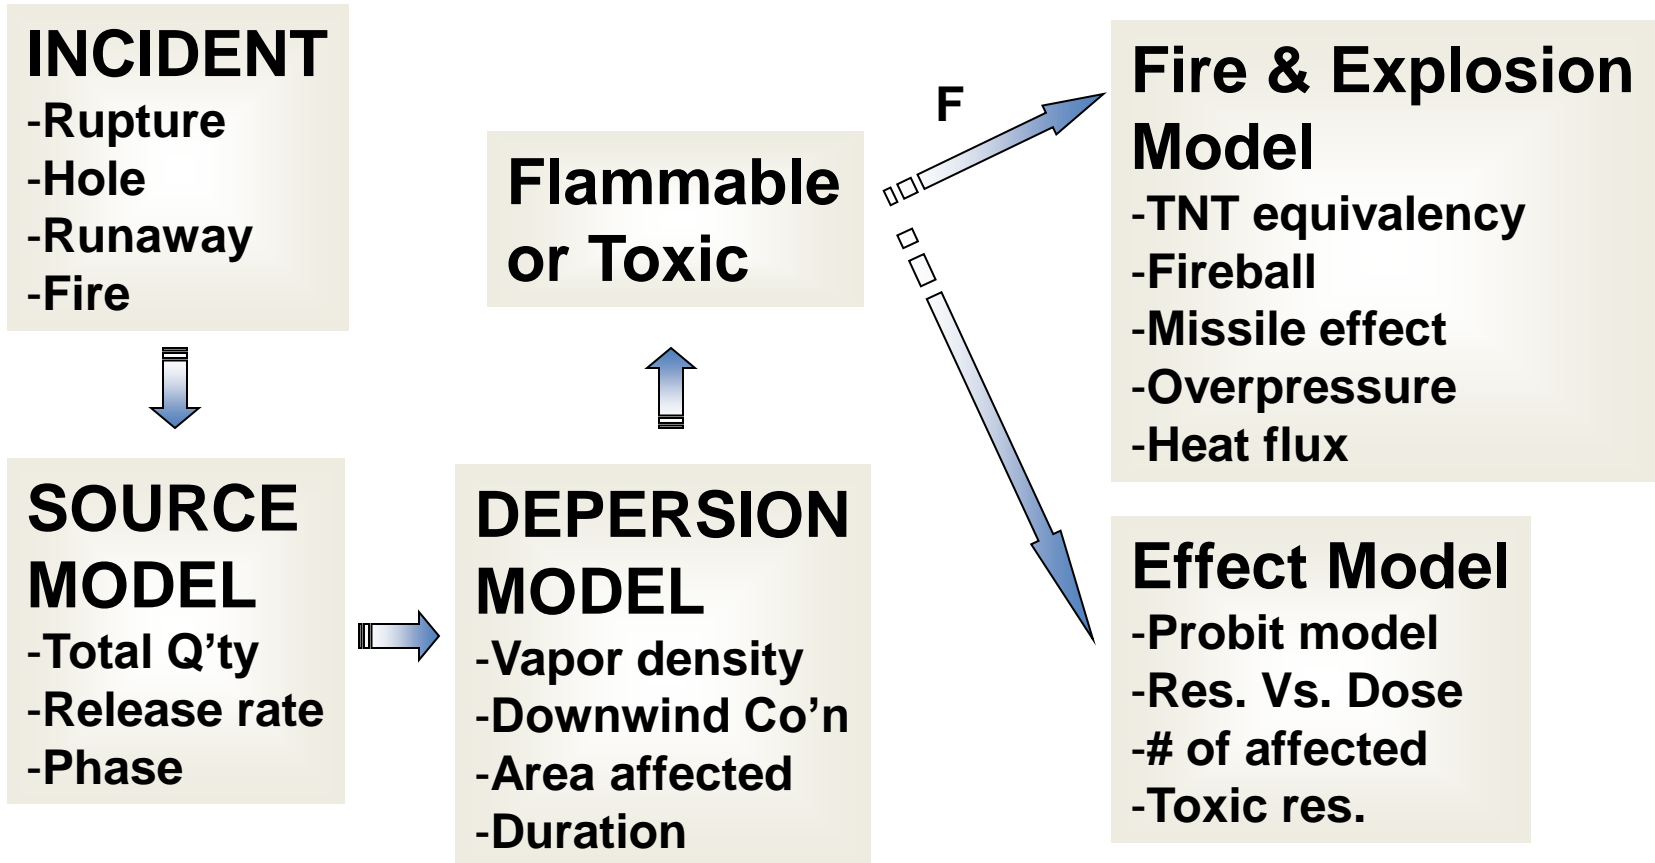 INCIDENT
-Rupture
-Hole
-Runaway
-Fire
SOURCE
MODEL
-Total Q’ty
-Release rate
-Phase
DEPERSION
MODEL
-Vapor density
-Downwind Co’n
-Area affected
-Duration
Flammable
or Toxic
F
Fire & Explosion
Model
-TNT equivalency
-Fireball
-Missile effect
-Overpressure
-Heat flux
Effect Model
-Probit model
-Res. Vs. Dose
-# of affected
-Toxic res.